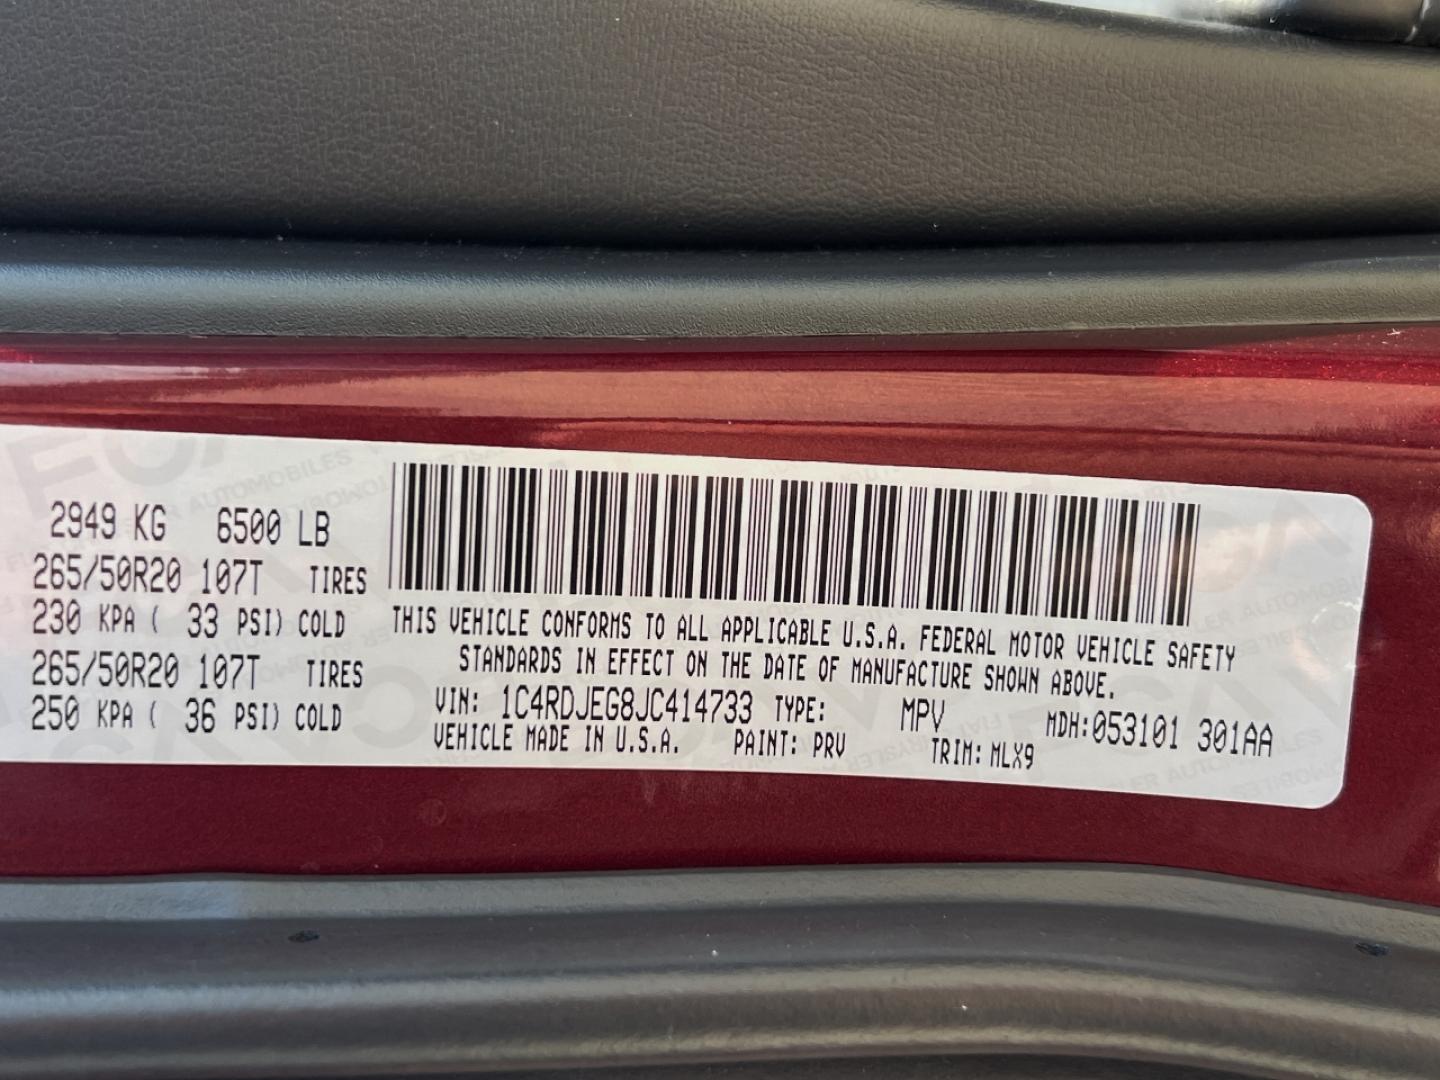 2949 KG 6500 LB
265/50R20 107T TIRES
230 KPA ( 33 PSI) COLD
265/50R20 107T TIRES
250 KPA ( 36 PSI) COLD
THIS VEHICLE CONFORMS TO ALL APPLICABLE U.S.A. FEDERAL MOTOR VEHICLE SAFETY
STANDARDS IN EFFECT ON THE DATE OF MANUFACTURE SHOWN ABOVE.
VIN: 1C4RDJEG8JC414733 TYPE: MPV MDH:053101 301AA
VEHICLE MADE IN U.S.A. PAINT: PRV TRIM: MLX9